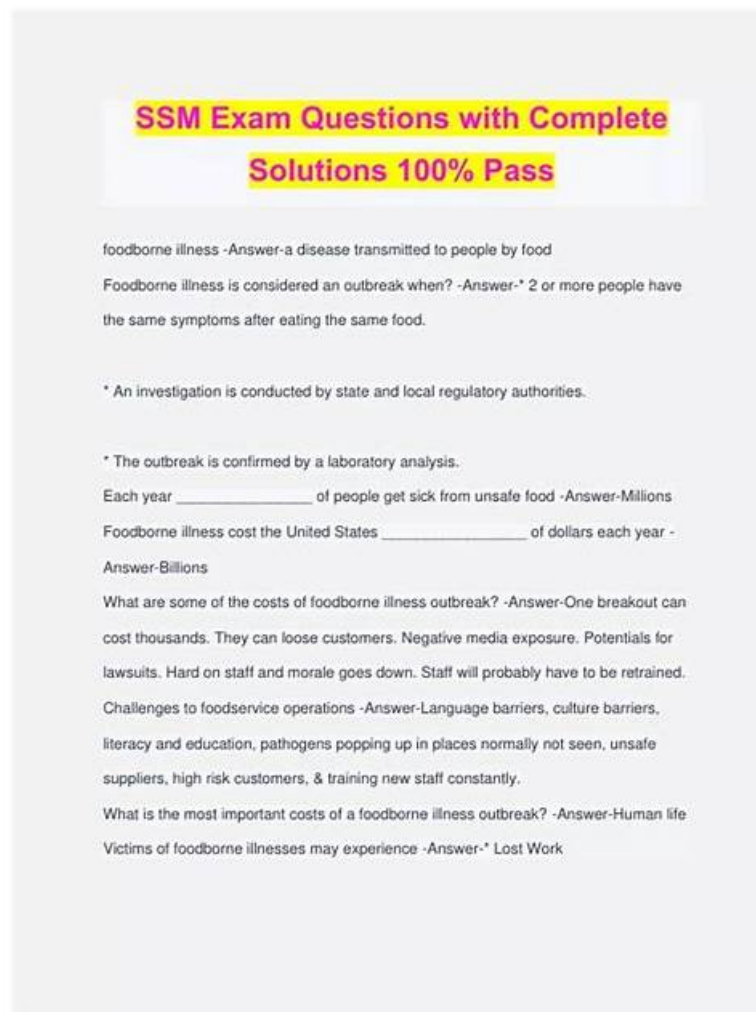 SSM Exam Questions with Complete
Solutions 100% Pass
foodborne illness -Answer-a disease transmitted to people by food
Foodborne illness is considered an outbreak when? -Answer-* 2 or more people have
the same symptoms after eating the same food.
* An investigation is conducted by state and local regulatory authorities.
* The outbreak is confirmed by a laboratory analysis.
Each year _________________ of people get sick from unsafe food -Answer-Millions
Foodborne illness cost the United States __________________ of dollars each year -
Answer-Billions
What are some of the costs of foodborne illness outbreak? -Answer-One breakout can
cost thousands. They can loose customers. Negative media exposure. Potentials for
lawsuits. Hard on staff and morale goes down. Staff will probably have to be retrained.
Challenges to foodservice operations -Answer-Language barriers, culture barriers,
literacy and education, pathogens popping up in places normally not seen, unsafe
suppliers, high risk customers, & training new staff constantly.
What is the most important costs of a foodborne illness outbreak? -Answer-Human life
Victims of foodborne illnesses may experience -Answer-* Lost Work